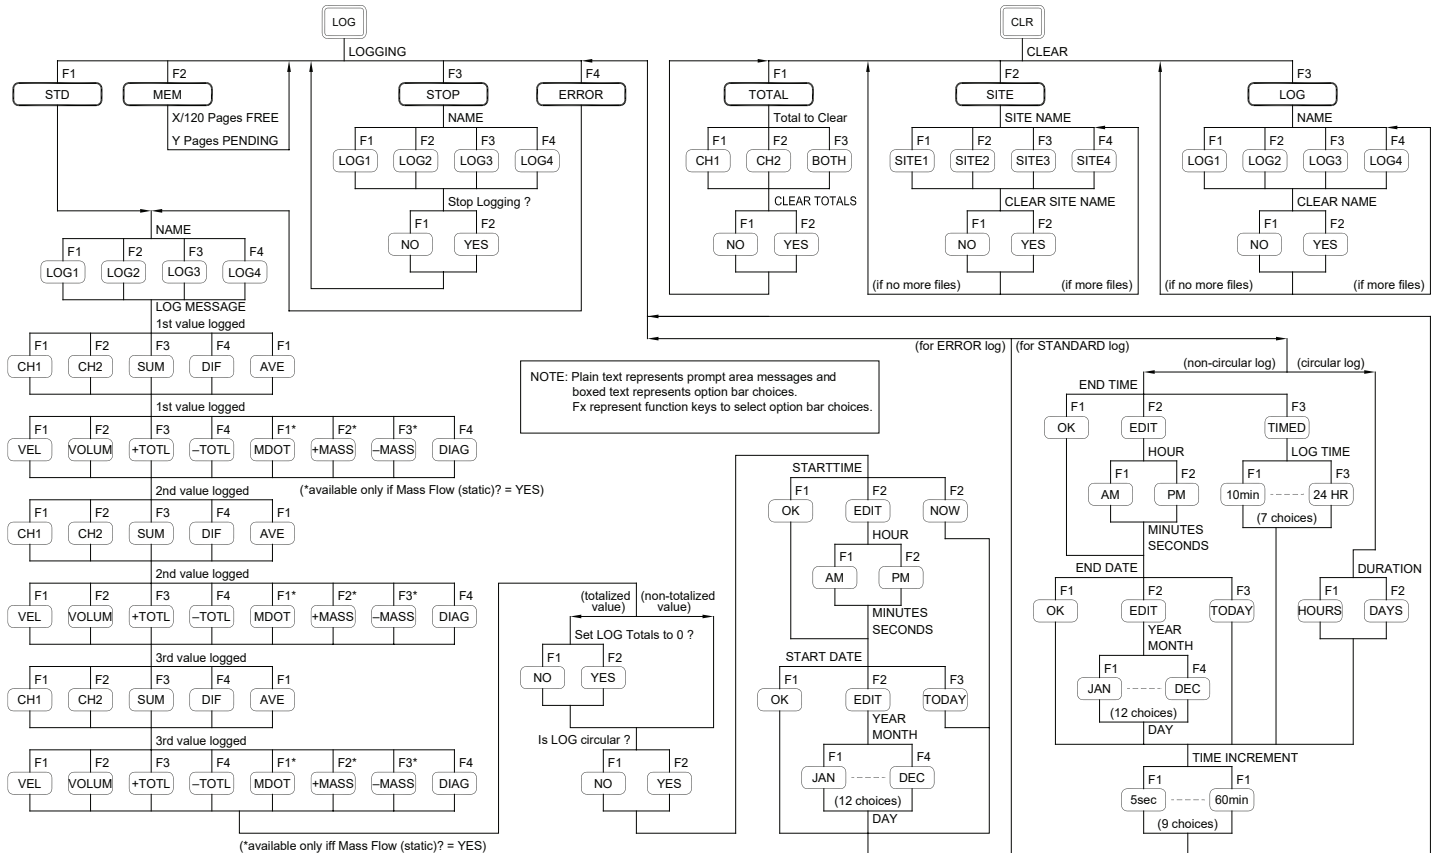 LOG
LOGGING
F1
STD
F2
MEM
X/120 Pages FREE
Y Pages PENDING
F3
STOP
NAME
F1 F2 F3 F4
LOG1 LOG2 LOG3 LOG4
Stop Logging ?
F1 F2
NO YES
F4
ERROR
NAME
F1 F2 F3 F4
LOG1 LOG2 LOG3 LOG4
LOG MESSAGE
1st value logged
F1 F2 F3 F4 F1
CH1 CH2 SUM DIF AVE
1st value logged
F1 F2 F3 F4 F1* F2* F3* F4
VEL VOLUM +TOTL –TOTL MDOT +MASS –MASS DIAG
(*available only if Mass Flow (static)? = YES)
2nd value logged
F1 F2 F3 F4 F1
CH1 CH2 SUM DIF AVE
2nd value logged
F1 F2 F3 F4 F1* F2* F3* F4
VEL VOLUM +TOTL –TOTL MDOT +MASS –MASS DIAG
3rd value logged
F1 F2 F3 F4 F1
CH1 CH2 SUM DIF AVE
3rd value logged
F1 F2 F3 F4 F1* F2* F3* F4
VEL VOLUM +TOTL –TOTL MDOT +MASS –MASS DIAG
(*available only iff Mass Flow (static)? = YES)
CLR
CLEAR
F1
TOTAL
Total to Clear
F1 F2 F3
CH1 CH2 BOTH
CLEAR TOTALS
F1 F2
NO YES
F2
SITE
SITE NAME
F1 F2 F3 F4
SITE1 SITE2 SITE3 SITE4
CLEAR SITE NAME
F1 F2
NO YES
(if no more files) (if more files)
F3
LOG
NAME
F1 F2 F3 F4
LOG1 LOG2 LOG3 LOG4
CLEAR NAME
F1 F2
NO YES
(if no more files) (if more files)
NOTE: Plain text represents prompt area messages and
boxed text represents option bar choices.
Fx represent function keys to select option bar choices.
(totalized
value)
(non-totalized
value)
Set LOG Totals to 0 ?
F1 F2
NO YES
Is LOG circular ?
F1 F2
NO YES
STARTTIME
F1 F2 F2
OK EDIT NOW
HOUR
F1 F2
AM PM
MINUTES
SECONDS
START DATE
F1 F2 F3
OK EDIT TODAY
YEAR
MONTH
F1 F4
JAN DEC
(12 choices)
DAY
(for ERROR log) (for STANDARD log)
(non-circular log) (circular log)
END TIME
F1 F2 F3
OK EDIT TIMED
HOUR
F1 F2
AM PM
MINUTES
SECONDS
LOG TIME
F1 F3
10min 24 HR
(7 choices)
END DATE
F1 F2 F3
OK EDIT TODAY
YEAR
MONTH
F1 F4
JAN DEC
(12 choices)
DAY
DURATION
F1 F2
HOURS DAYS
TIME INCREMENT
F1 F1
5sec 60min
(9 choices)